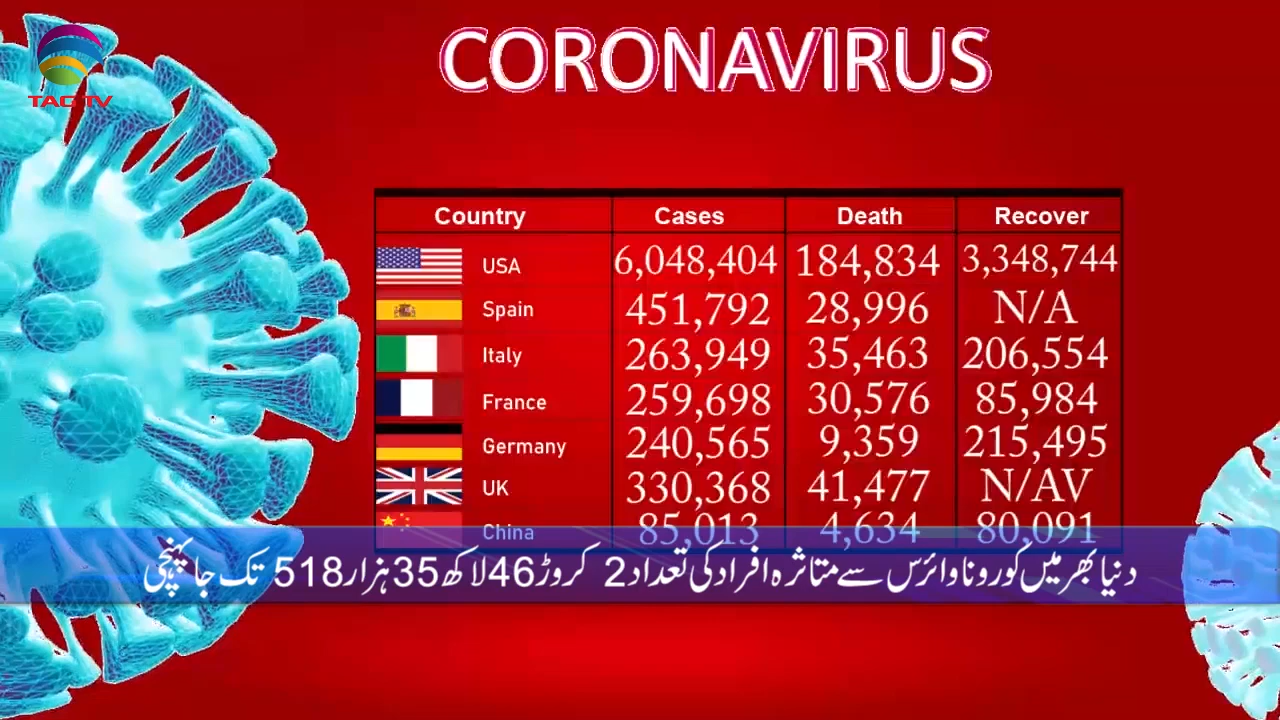 TAG TV
CORONAVIRUS
Country Cases Death Recover
USA 6,048,404 184,834 3,348,744
Spain 451,792 28,996 N/A
Italy 263,949 35,463 206,554
France 259,698 30,576 85,984
Germany 240,565 9,359 215,495
UK 330,368 41,477 N/AV
China 85,013 4,634 80,091
دنیا بھر میں کورونا وائرس سے متاثرہ افراد کی تعداد 2 کروڑ 46 لاکھ 35 ہزار 518 تک جا پہنچی